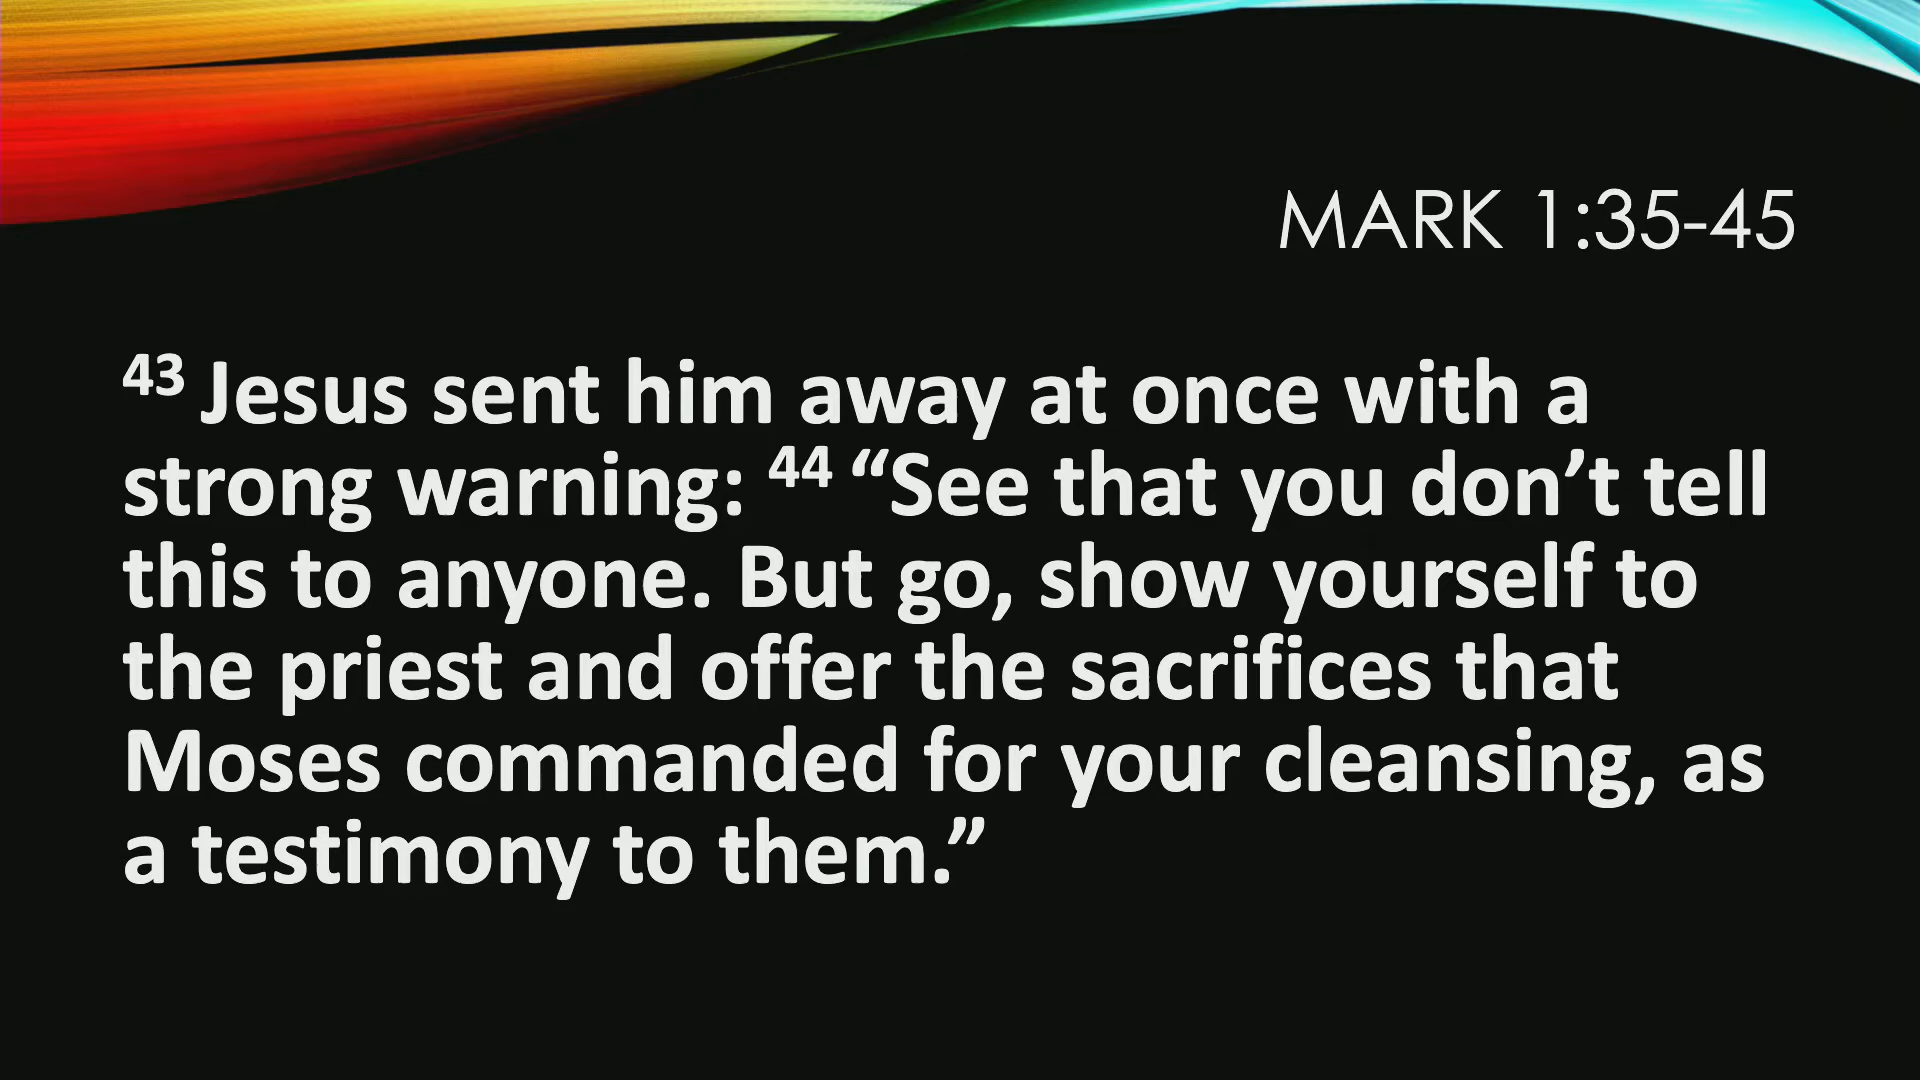 MARK 1:35-45
43 Jesus sent him away at once with a
strong warning: 44 “See that you don’t tell
this to anyone. But go, show yourself to
the priest and offer the sacrifices that
Moses commanded for your cleansing, as
a testimony to them.”